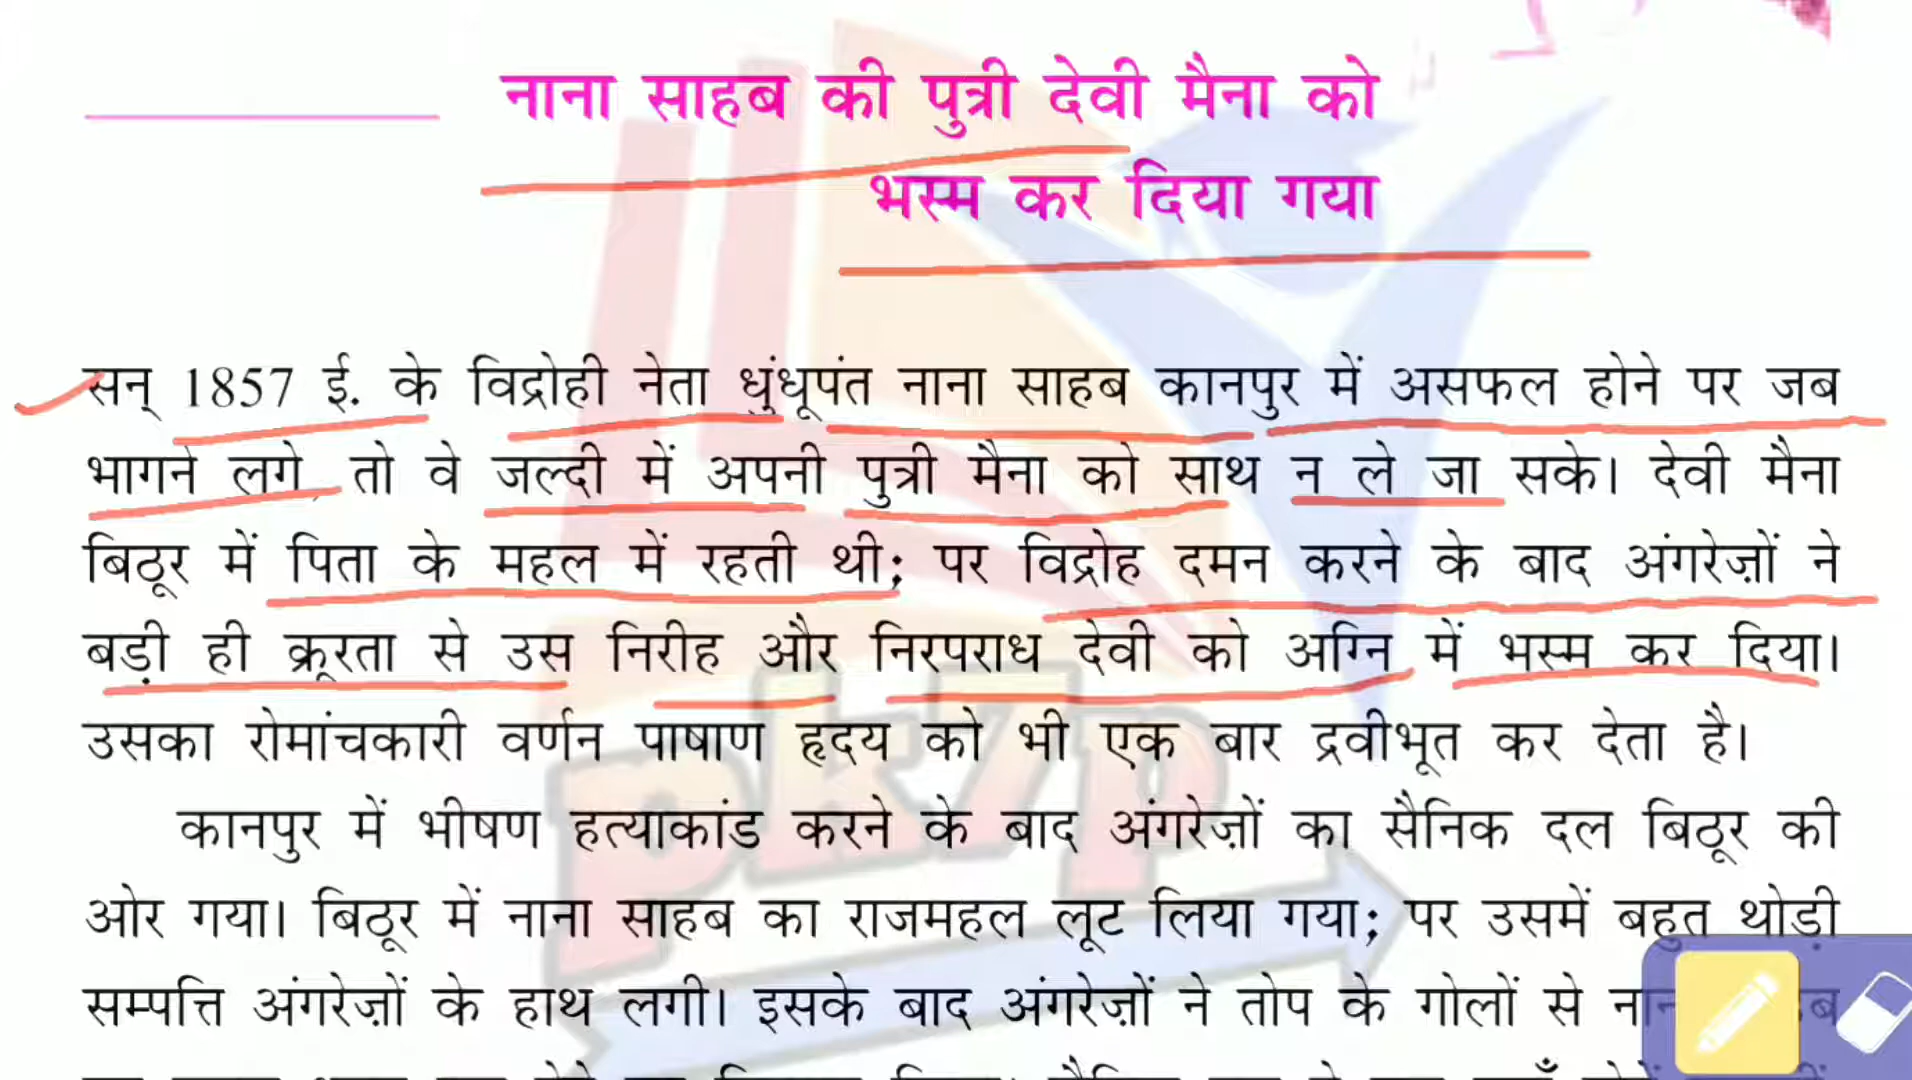 नाना साहब की पुत्री देवी मैना को
भस्म कर दिया गया
सन् 1857 ई. के विद्रोही नेता धुंधूपंत नाना साहब कानपुर में असफल होने पर जब
भागने लगे, तो वे जल्दी में अपनी पुत्री मैना को साथ न ले जा सके। देवी मैना
बिठूर में पिता के महल में रहती थी; पर विद्रोह दमन करने के बाद अंगरेज़ों ने
बड़ी ही क्रूरता से उस निरीह और निरपराध देवी को अग्नि में भस्म कर दिया।
उसका रोमांचकारी वर्णन पाषाण हृदय को भी एक बार द्रवीभूत कर देता है।
कानपुर में भीषण हत्याकांड करने के बाद अंगरेज़ों का सैनिक दल बिठूर की
ओर गया। बिठूर में नाना साहब का राजमहल लूट लिया गया; पर उसमें बहुत थोड़ी
सम्पत्ति अंगरेज़ों के हाथ लगी। इसके बाद अंगरेज़ों ने तोप के गोलों से
pk7p